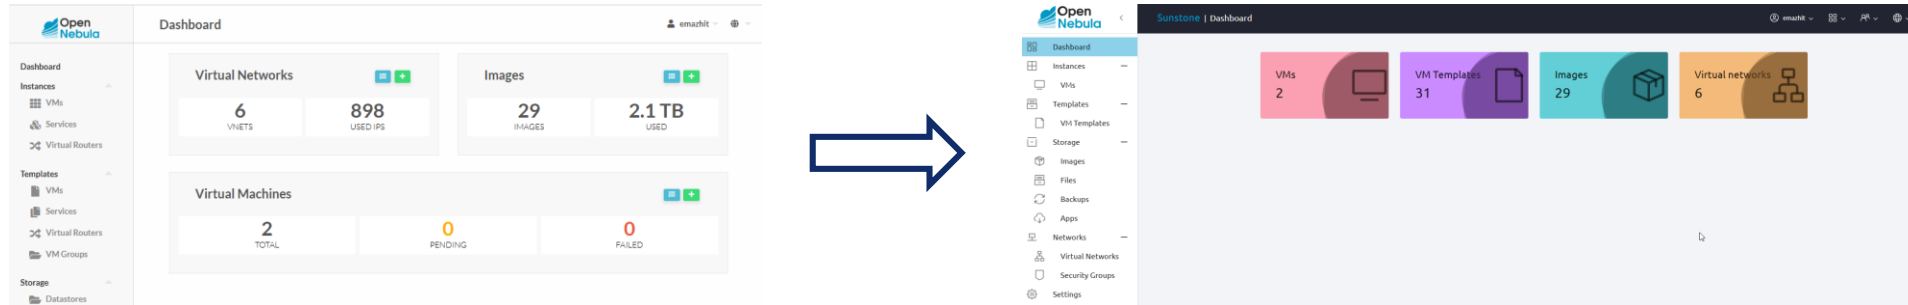 Open
Nebula
Dashboard
emazhit
Dashboard
Instances
VMs
Services
Virtual Routers
Templates
VMs
Services
Virtual Routers
VM Groups
Storage
Datastores
Virtual Networks
6
VNETS
898
USED IPS
Images
29
IMAGES
2.1 TB
USED
Virtual Machines
2
TOTAL
0
PENDING
0
FAILED
Open
Nebula
Sunstone | Dashboard
emazhit
Dashboard
Instances
VMs
Templates
VM Templates
Storage
Images
Files
Backups
Apps
Networks
Virtual Networks
Security Groups
Settings
VMs
2
VM Templates
31
Images
29
Virtual networks
6